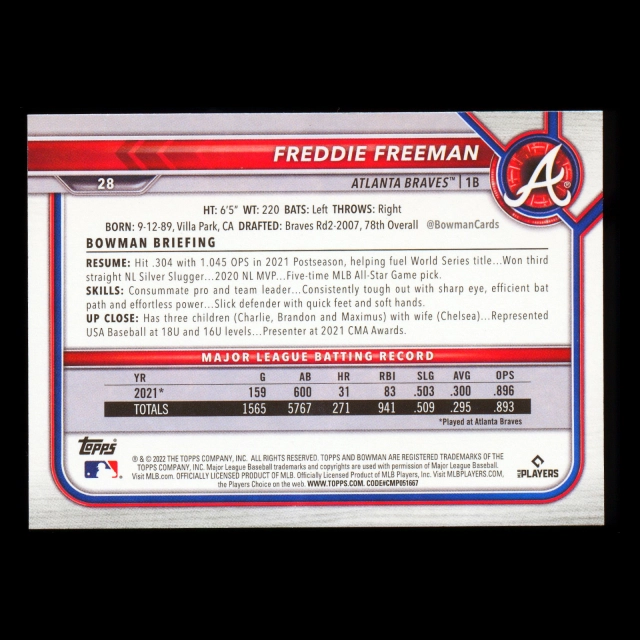 FREDDIE FREEMAN
28
ATLANTA BRAVES™ | 1B
A®
HT: 6'5" WT: 220 BATS: Left THROWS: Right
BORN: 9-12-89, Villa Park, CA DRAFTED: Braves Rd2-2007, 78th Overall @BowmanCards
BOWMAN BRIEFING
RESUME: Hit .304 with 1.045 OPS in 2021 Postseason, helping fuel World Series title...Won third
straight NL Silver Slugger...2020 NL MVP...Five-time MLB All-Star Game pick.
SKILLS: Consummate pro and team leader...Consistently tough out with sharp eye, efficient bat
path and effortless power...Slick defender with quick feet and soft hands.
UP CLOSE: Has three children (Charlie, Brandon and Maximus) with wife (Chelsea)...Represented
USA Baseball at 18U and 16U levels...Presenter at 2021 CMA Awards.
MAJOR LEAGUE BATTING RECORD
YR G AB HR RBI SLG AVG OPS
2021* 159 600 31 83 .503 .300 .896
TOTALS 1565 5767 271 941 .509 .295 .893
*Played at Atlanta Braves
Topps
® & © 2022 THE TOPPS COMPANY, INC. ALL RIGHTS RESERVED. TOPPS AND BOWMAN ARE REGISTERED TRADEMARKS OF THE
TOPPS COMPANY, INC. Major League Baseball trademarks and copyrights are used with permission of Major League Baseball.
Visit MLB.com. OFFICIALLY LICENSED PRODUCT OF MLB. Officially Licensed Product of MLB Players, Inc. Visit MLBPLAYERS.COM,
the Players Choice on the web. WWW.TOPPS.COM. CODE#CMP051667
MLB PLAYERS